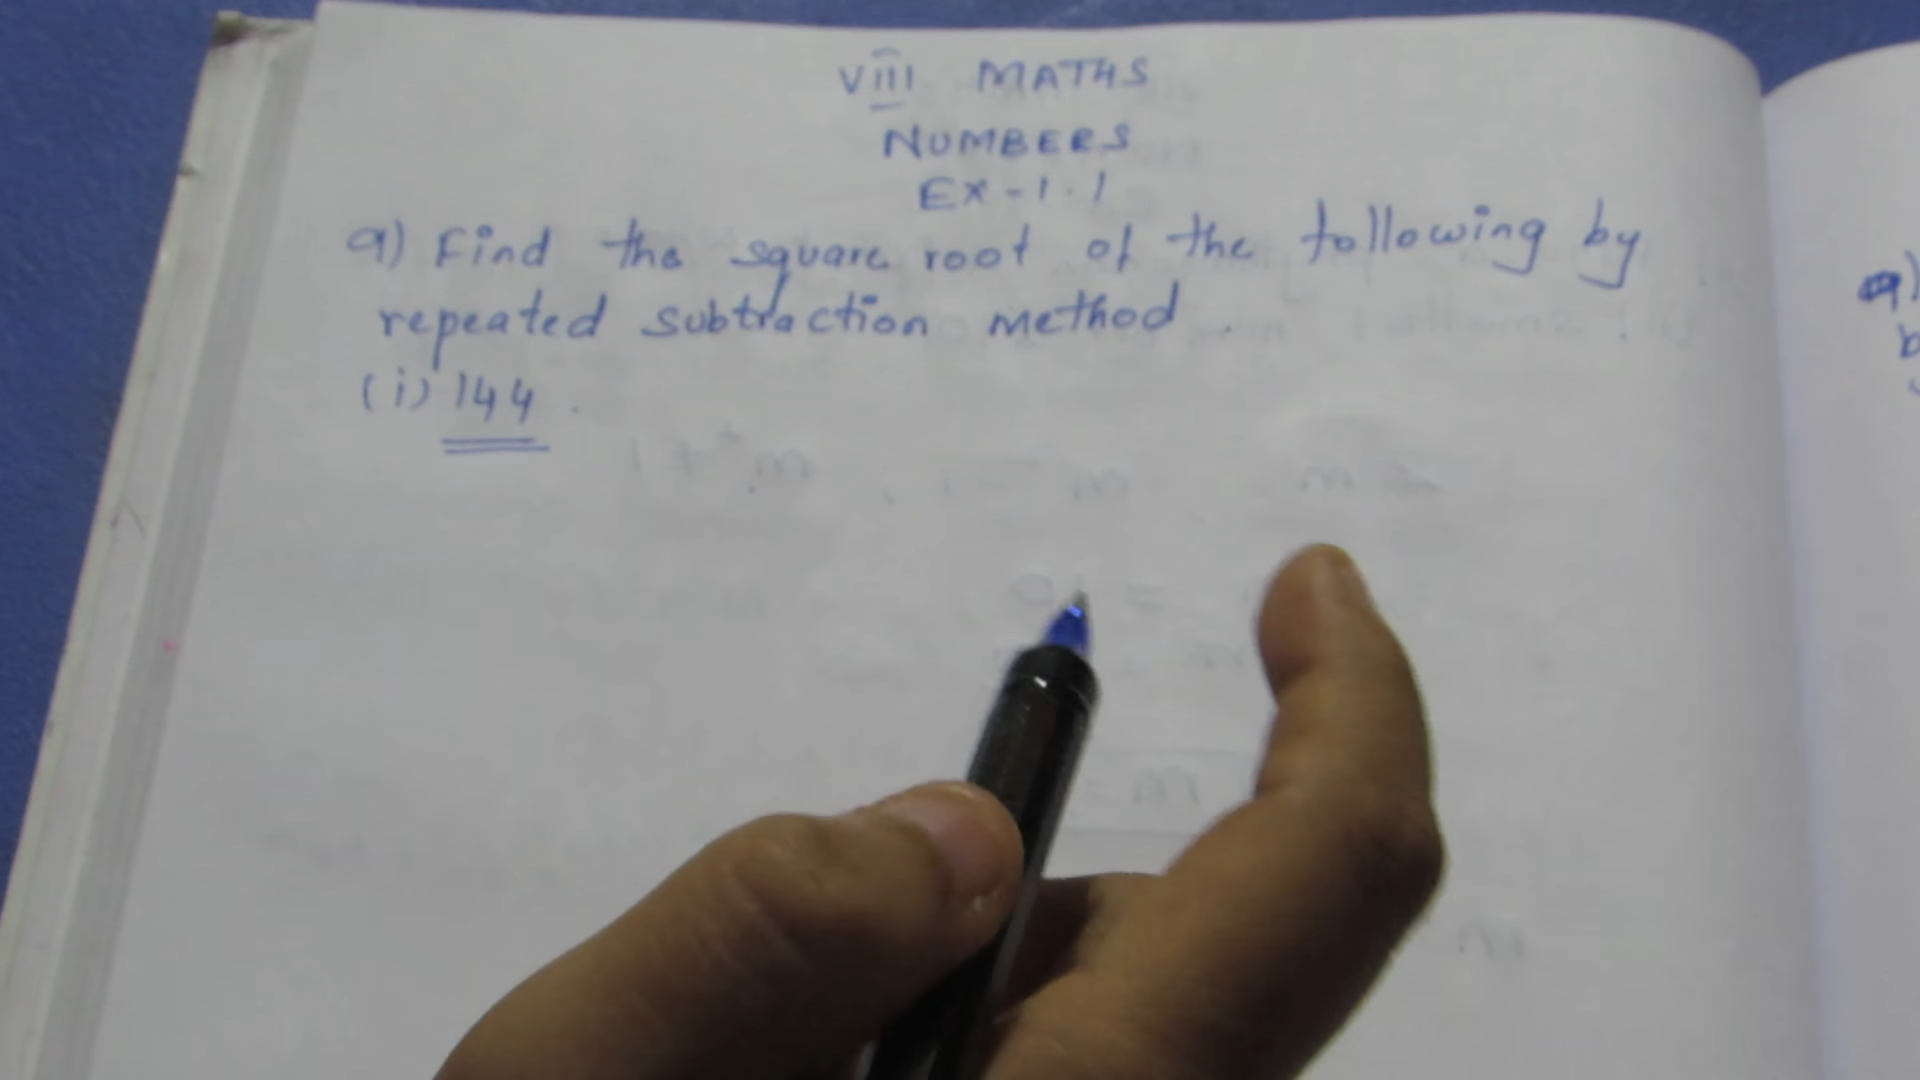 VIII MATHS
NUMBERS
EX-1.1
9) Find the square root of the following by
repeated subtraction method.
(i) 144.